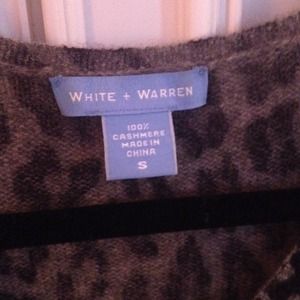 WHITE + WARREN
100%
CASHMERE
MADE IN
CHINA
S